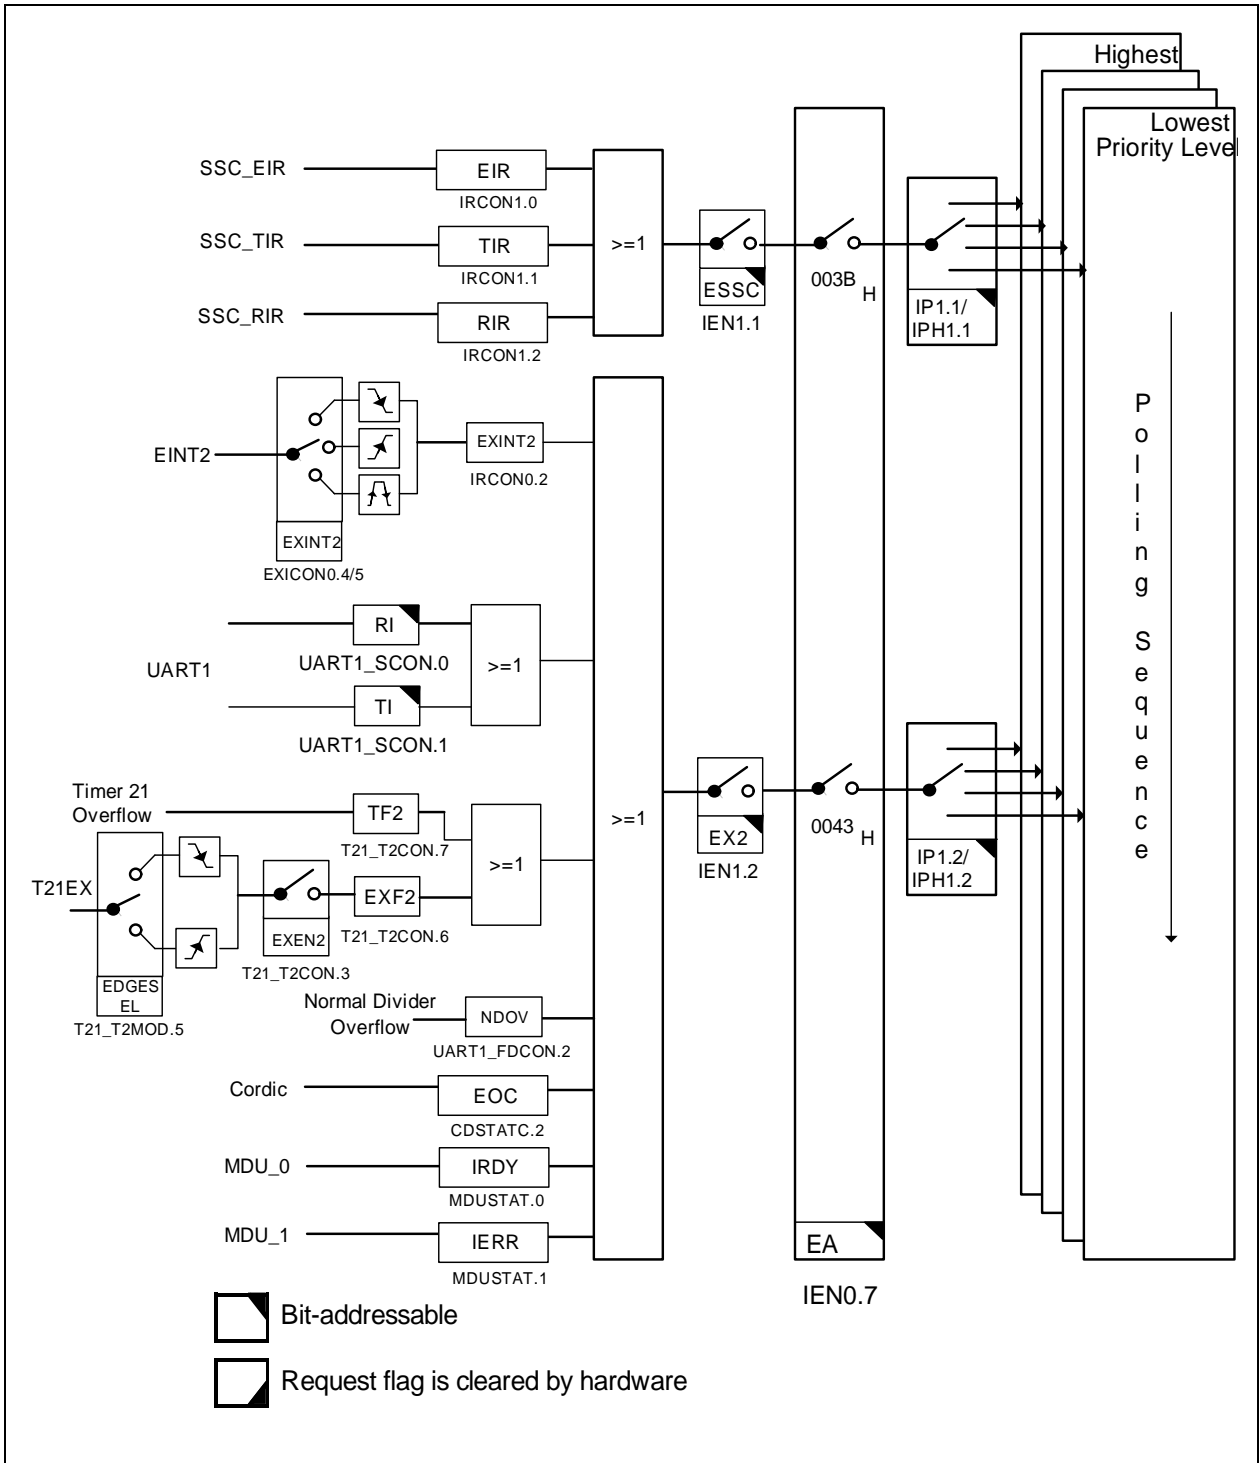 Highest
Lowest
Priority Level
SSC_EIR
EIR
IRCON1.0
SSC_TIR
TIR
IRCON1.1
SSC_RIR
RIR
IRCON1.2
>=1
ESSC
IEN1.1
003B H
IP1.1/
IPH1.1
EINT2
EXINT2
EXICON0.4/5
EXINT2
IRCON0.2
UART1
RI
UART1_SCON.0
TI
UART1_SCON.1
>=1
Timer 21
Overflow
TF2
T21_T2CON.7
T21EX
EDGES
EL
T21_T2MOD.5
EXEN2
T21_T2CON.3
EXF2
T21_T2CON.6
>=1
Normal Divider
Overflow
NDOV
UART1_FDCON.2
Cordic
EOC
CDSTATC.2
MDU_0
IRDY
MDUSTAT.0
MDU_1
IERR
MDUSTAT.1
>=1
EX2
IEN1.2
0043 H
IP1.2/
IPH1.2
EA
IEN0.7
Polling Sequence
Bit-addressable
Request flag is cleared by hardware